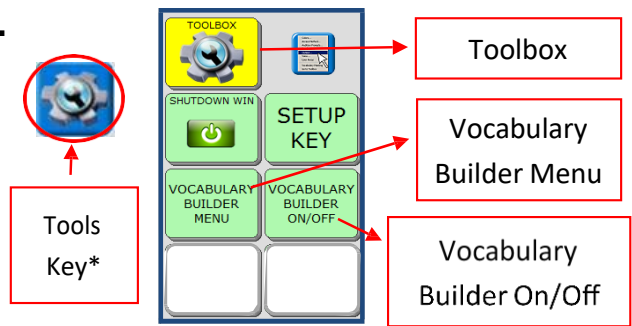 TOOLBOX
Toolbox
SHUTDOWN WIN
SETUP
KEY
Vocabulary
Builder Menu
VOCABULARY
BUILDER
MENU
VOCABULARY
BUILDER
ON/OFF
Tools
Key*
Vocabulary
Builder On/Off